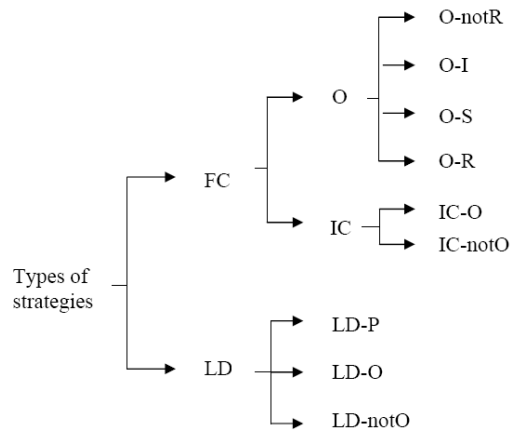 O-notR
O-I
O
O-S
FC
O-R
IC-O
IC
IC-notO
Types of
strategies
LD-P
LD
LD-O
LD-notO